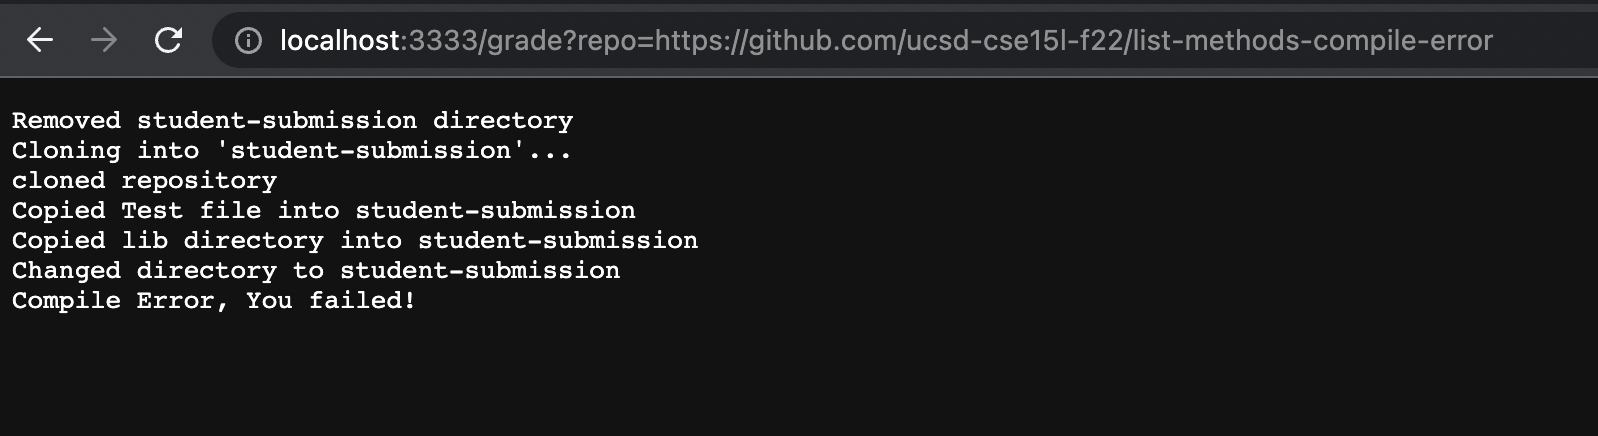 localhost:3333/grade?repo=https://github.com/ucsd-cse15l-f22/list-methods-compile-error
Removed student-submission directory
Cloning into 'student-submission'...
cloned repository
Copied Test file into student-submission
Copied lib directory into student-submission
Changed directory to student-submission
Compile Error, You failed!